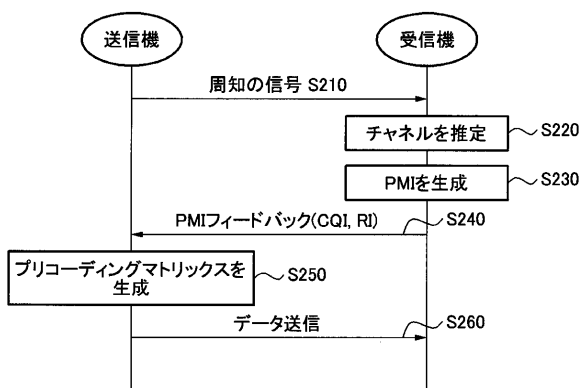 送信機
受信機
周知の信号 S210
チャネルを推定
S220
PMIを生成
S230
PMIフィードバック(CQI, RI)
S240
プリコーディングマトリックスを
生成
S250
データ送信
S260